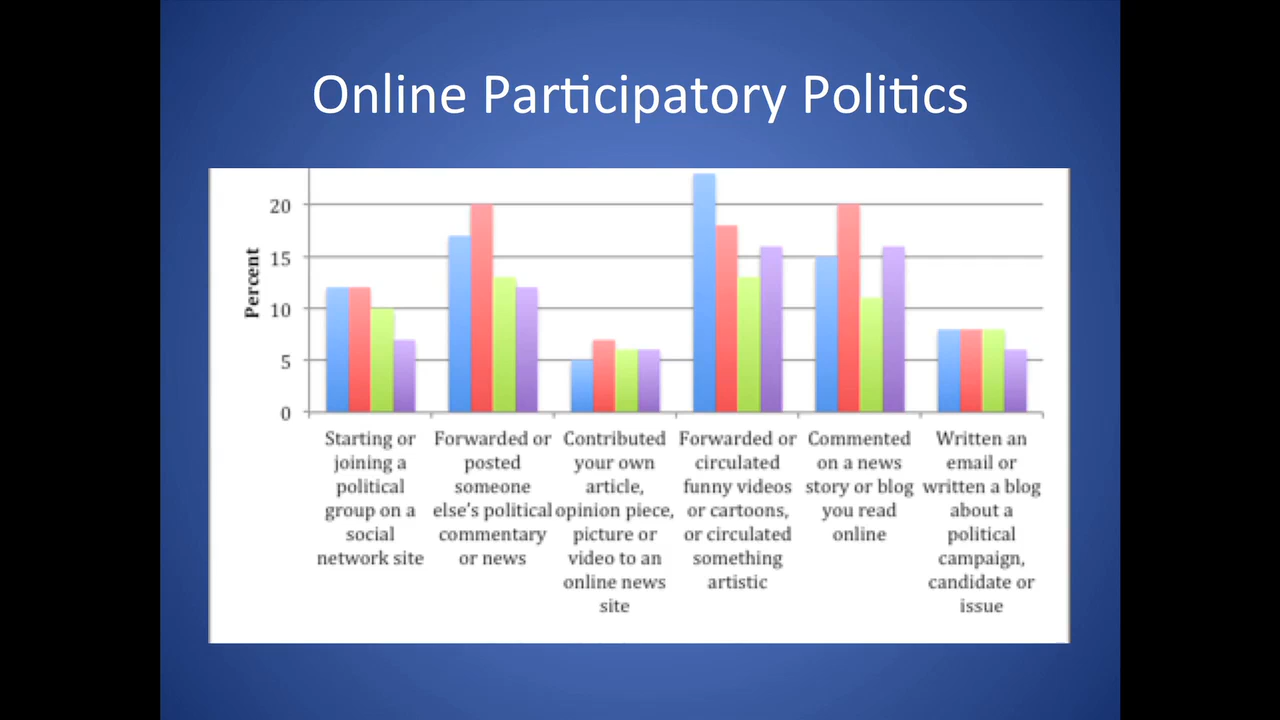 Online Participatory Politics
20
15
10
5
0
Percent
Starting or
joining a
political
group on a
social
network site
Forwarded or
posted
someone
else's political
commentary
or news
Contributed
your own
article,
opinion piece,
picture or
video to an
online news
site
Forwarded or
circulated
funny videos
or cartoons,
or circulated
something
artistic
Commented
on a news
story or blog
you read
online
Written an
email or
written a blog
about a
political
campaign,
candidate or
issue